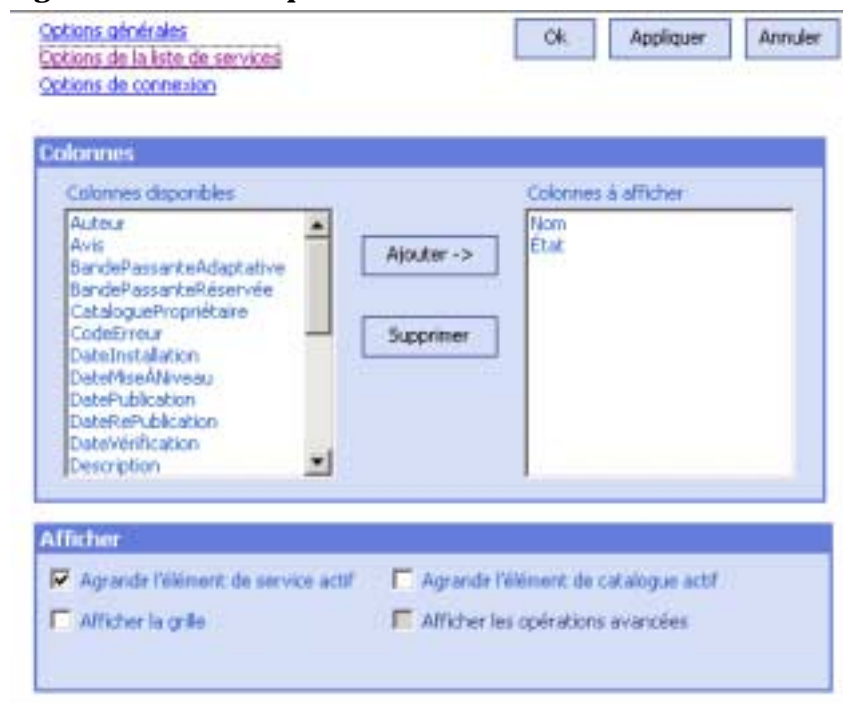 Options générales
Ok
Appliquer
Annuler
Options de la liste de services
Options de connexion
Colonnes
Colonnes disponibles
Colonnes à afficher
Auteur
Avis
BandePassanteAdaptative
BandePassanteRéservée
CataloguePropriétaire
CodeErreur
DateInstallation
DateMiseÀNiveau
DatePublication
DateRePublication
DateVérification
Description
Ajouter ->
Supprimer
Nom
État
Afficher
Agrandir l'élément de service actif
Agrandir l'élément de catalogue actif
Afficher la grille
Afficher les opérations avancées